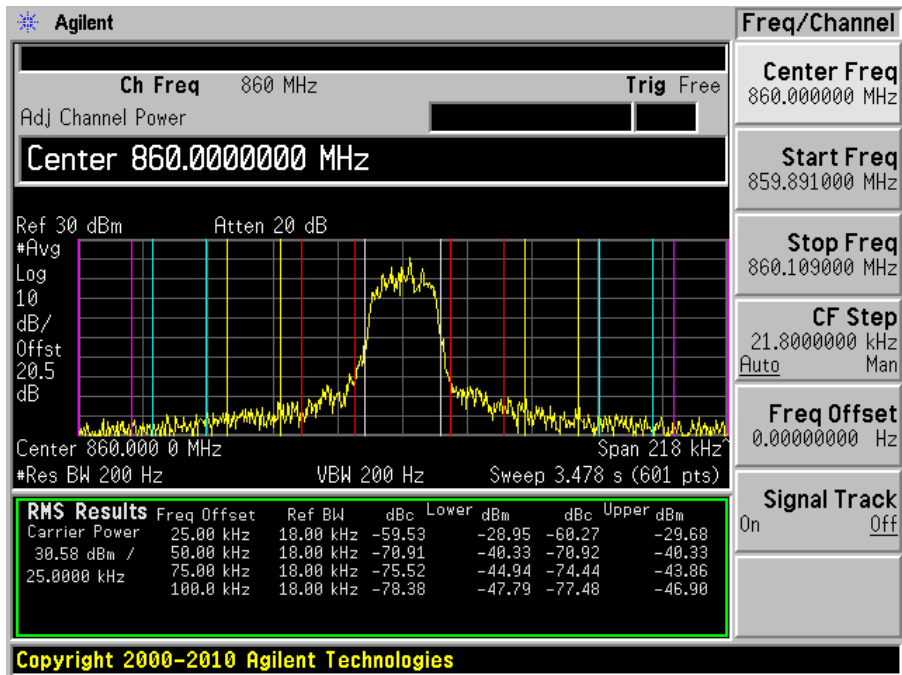 Agilent
Freq/Channel
Ch Freq 860 MHz Trig Free
Adj Channel Power
Center 860.0000000 MHz
Center Freq
860.000000 MHz
Start Freq
859.891000 MHz
Stop Freq
860.109000 MHz
CF Step
21.8000000 kHz
Auto Man
Freq Offset
0.00000000 Hz
Signal Track
On Off
Ref 30 dBm Atten 20 dB
#Avg
Log
10
dB/
Offst
20.5
dB
Center 860.000 0 MHz Span 218 kHz^
#Res BW 200 Hz VBW 200 Hz Sweep 3.478 s (601 pts)
RMS Results Freq Offset Ref BW dBc Lower dBm dBc Upper dBm
Carrier Power 25.00 kHz 18.00 kHz -59.53 -28.95 -60.27 -29.68
30.58 dBm / 50.00 kHz 18.00 kHz -70.91 -40.33 -70.92 -40.33
25.0000 kHz 75.00 kHz 18.00 kHz -75.52 -44.94 -74.44 -43.86
100.0 kHz 18.00 kHz -78.38 -47.79 -77.48 -46.90
Copyright 2000-2010 Agilent Technologies